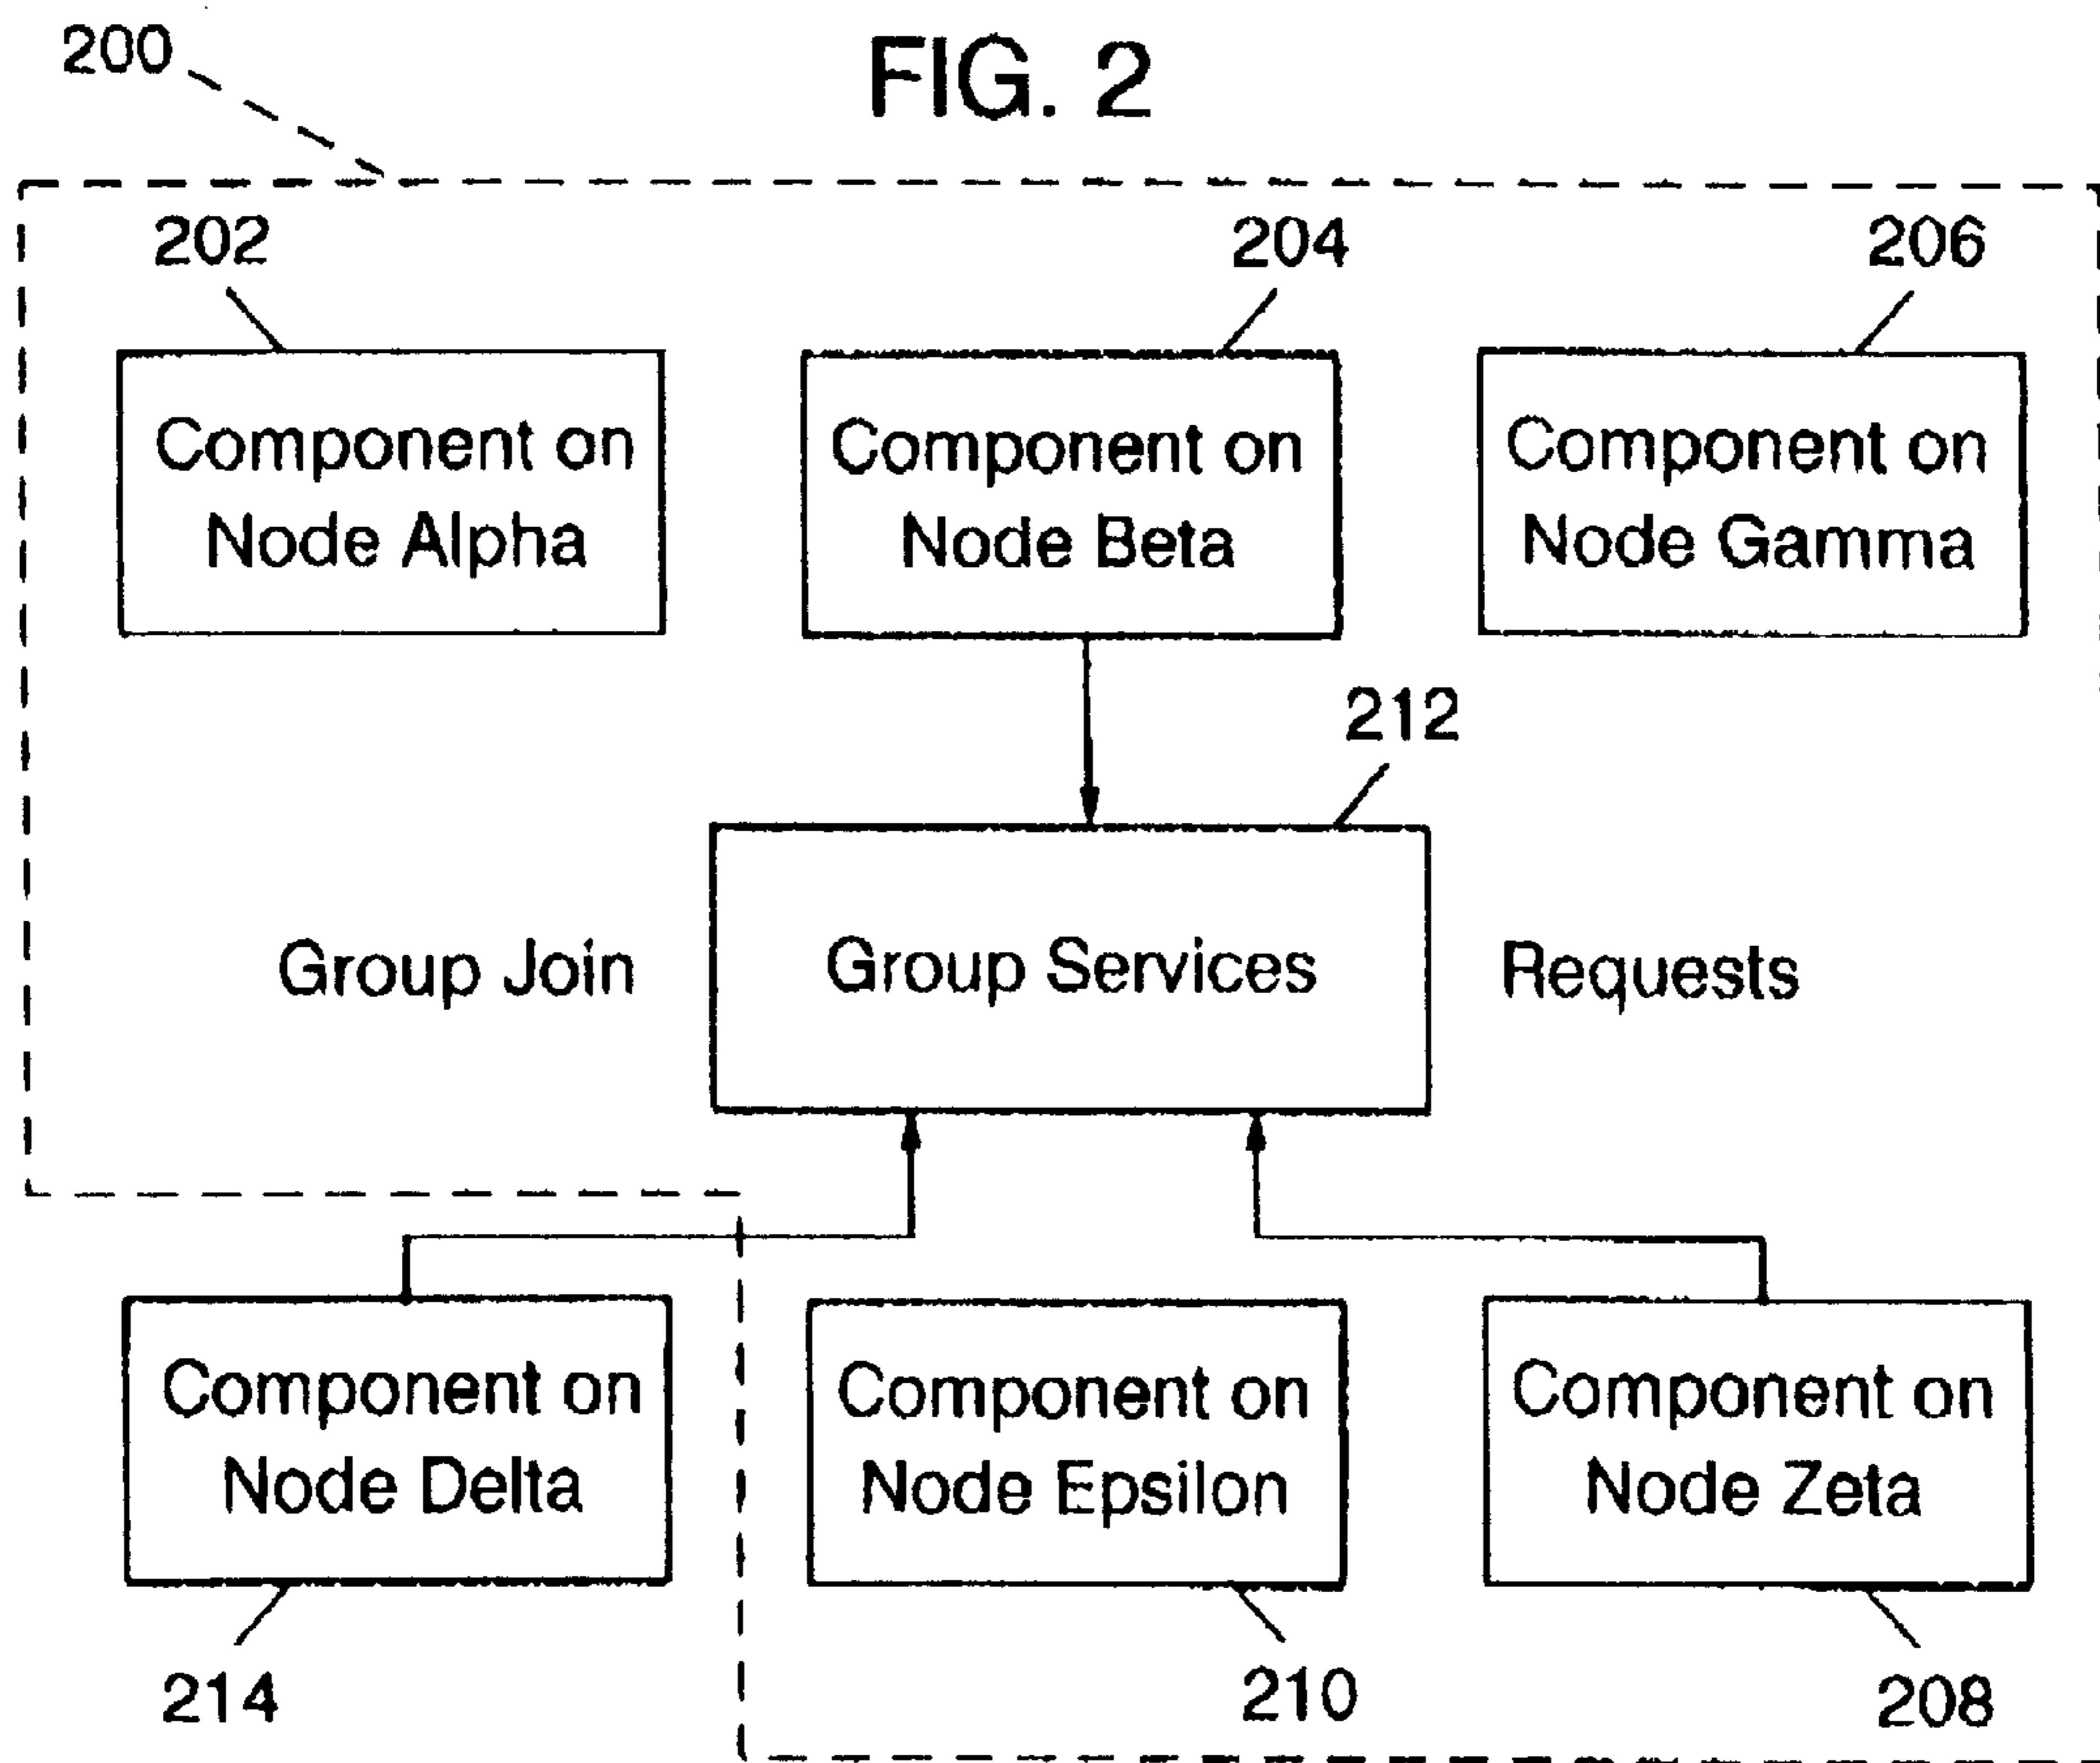 200
FIG. 2
202
204
206
Component on
Node Alpha
Component on
Node Beta
Component on
Node Gamma
212
Group Join
Group Services
Requests
Component on
Node Delta
Component on
Node Epsilon
Component on
Node Zeta
214
210
208